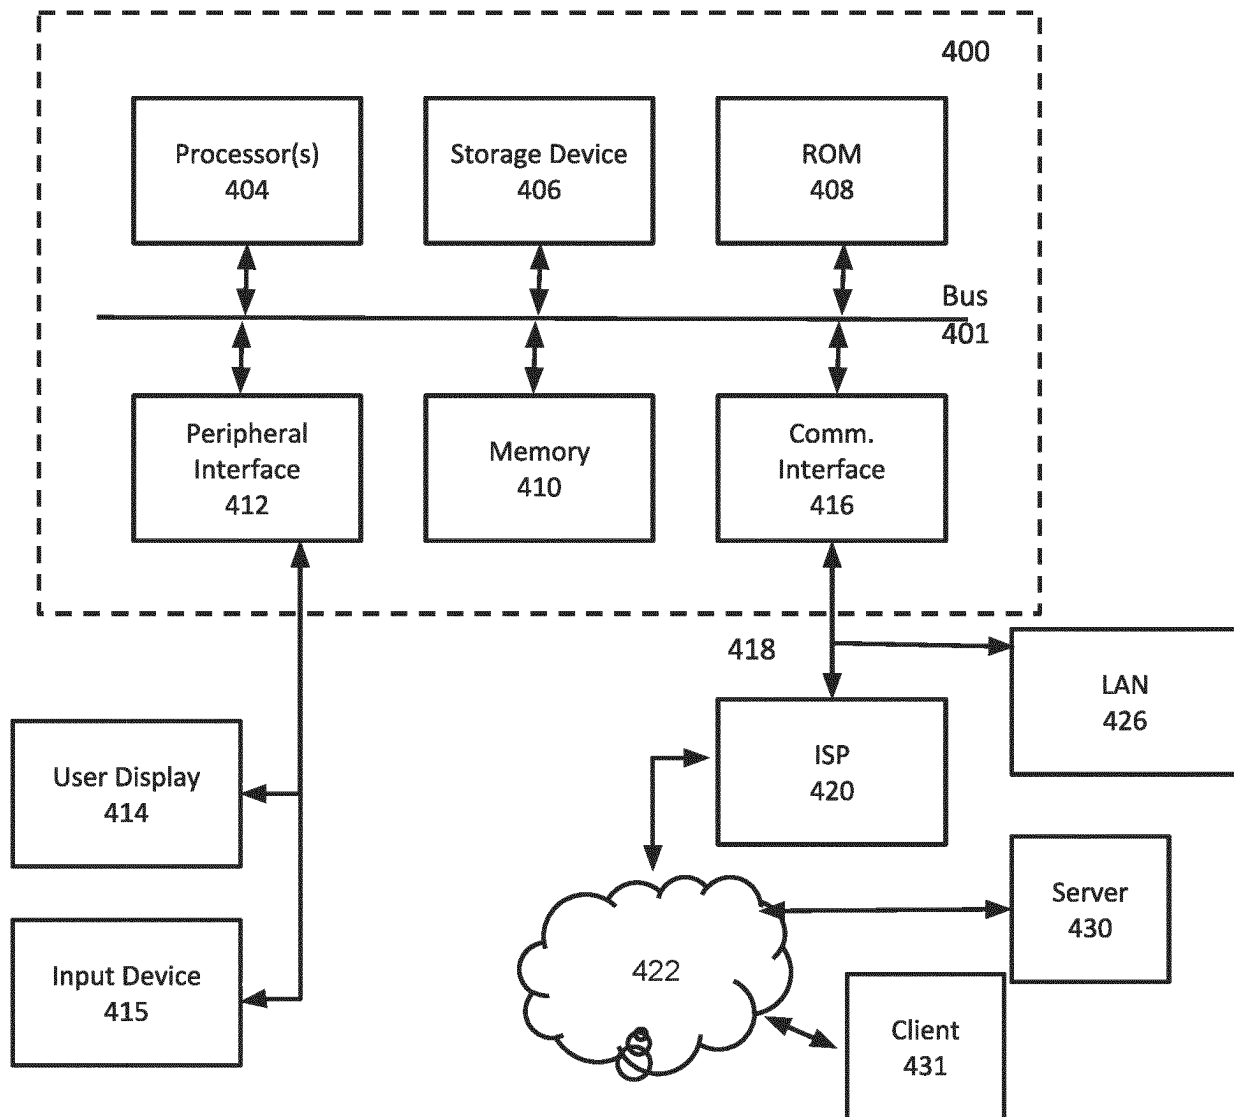 400
Processor(s)
404
Storage Device
406
ROM
408
Bus
401
Peripheral
Interface
412
Memory
410
Comm.
Interface
416
418
LAN
426
User Display
414
ISP
420
Server
430
Input Device
415
422
Client
431